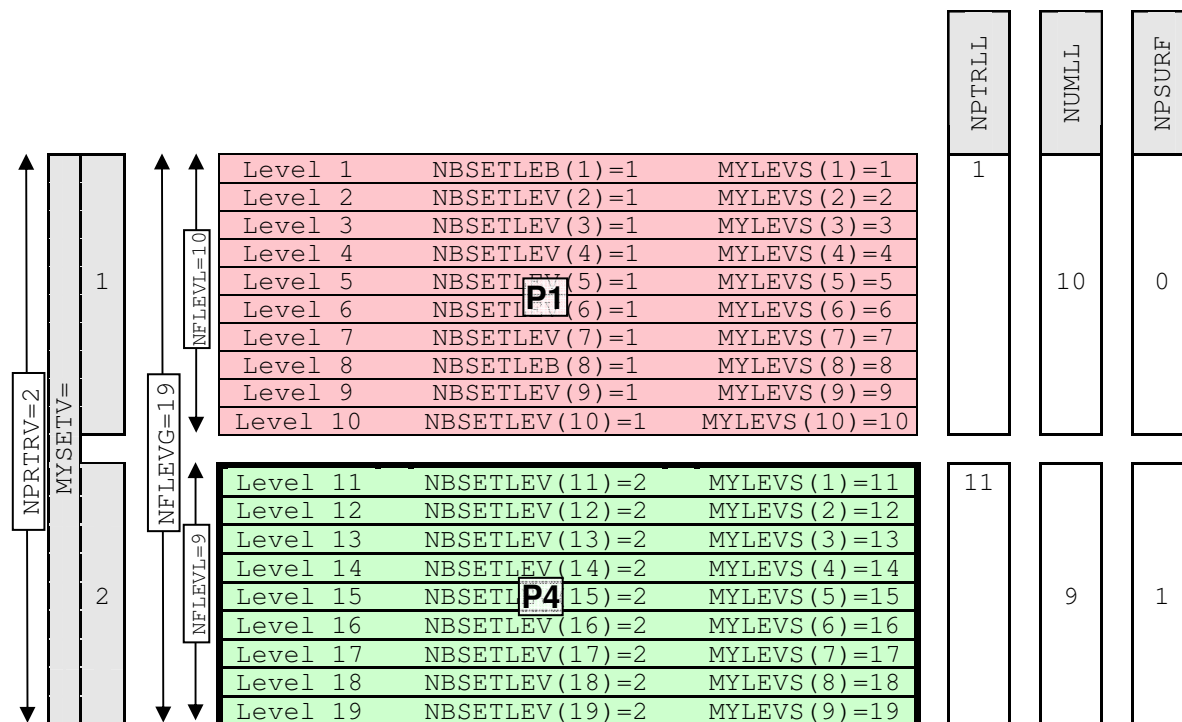 NPTRLL
NUMLL
NPSURF
NPRTRV=2
MYSETV=
1
2
NFLEVG=19
NFLEVL=10
NFLEVL=9
Level 1 NBSETLEB(1)=1 MYLEVS(1)=1
Level 2 NBSETLEV(2)=1 MYLEVS(2)=2
Level 3 NBSETLEV(3)=1 MYLEVS(3)=3
Level 4 NBSETLEV(4)=1 MYLEVS(4)=4
Level 5 NBSETLEV(5)=1 MYLEVS(5)=5
P1
Level 6 NBSETLEV(6)=1 MYLEVS(6)=6
Level 7 NBSETLEV(7)=1 MYLEVS(7)=7
Level 8 NBSETLEB(8)=1 MYLEVS(8)=8
Level 9 NBSETLEV(9)=1 MYLEVS(9)=9
Level 10 NBSETLEV(10)=1 MYLEVS(10)=10
1
10
0
Level 11 NBSETLEV(11)=2 MYLEVS(1)=11
Level 12 NBSETLEV(12)=2 MYLEVS(2)=12
Level 13 NBSETLEV(13)=2 MYLEVS(3)=13
Level 14 NBSETLEV(14)=2 MYLEVS(4)=14
P4
Level 15 NBSETLEV(15)=2 MYLEVS(5)=15
Level 16 NBSETLEV(16)=2 MYLEVS(6)=16
Level 17 NBSETLEV(17)=2 MYLEVS(7)=17
Level 18 NBSETLEV(18)=2 MYLEVS(8)=18
Level 19 NBSETLEV(19)=2 MYLEVS(9)=19
11
9
1